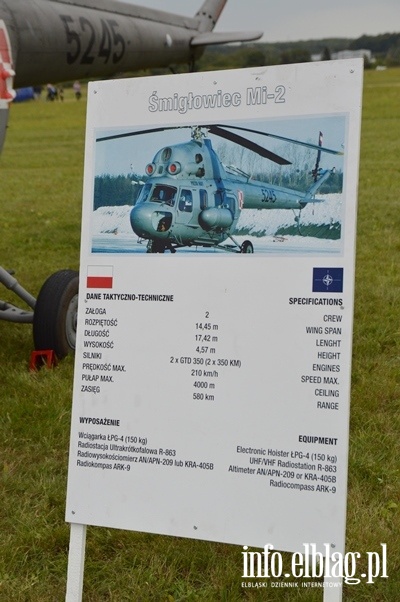 5245
Śmigłowiec Mi-2
5245
DANE TAKTYCZNO-TECHNICZNE
SPECIFICATIONS
ZAŁOGA 2 CREW
ROZPIĘTOŚĆ 14,45 m WING SPAN
DŁUGOŚĆ 17,42 m LENGHT
WYSOKOŚĆ 4,57 m HEIGHT
SILNIKI 2 x GTD 350 (2 x 350 KM) ENGINES
PRĘDKOŚĆ MAX. 210 km/h SPEED MAX.
PUŁAP MAX. 4000 m CEILING
ZASIĘG 580 km RANGE
WYPOSAŻENIE
Wciągarka ŁPG-4 (150 kg)
Radiostacja Ultrakrótkofalowa R-863
Radiowysokościomierz AN/APN-209 lub KRA-405B
Radiokompas ARK-9
EQUIPMENT
Electronic Hoister ŁPG-4 (150 kg)
UHF/VHF Radiostation R-863
Altimeter AN/APN-209 or KRA-405B
Radiocompass ARK-9
info.elblag.pl
ELBLĄSKI DZIENNIK INTERNETOWY